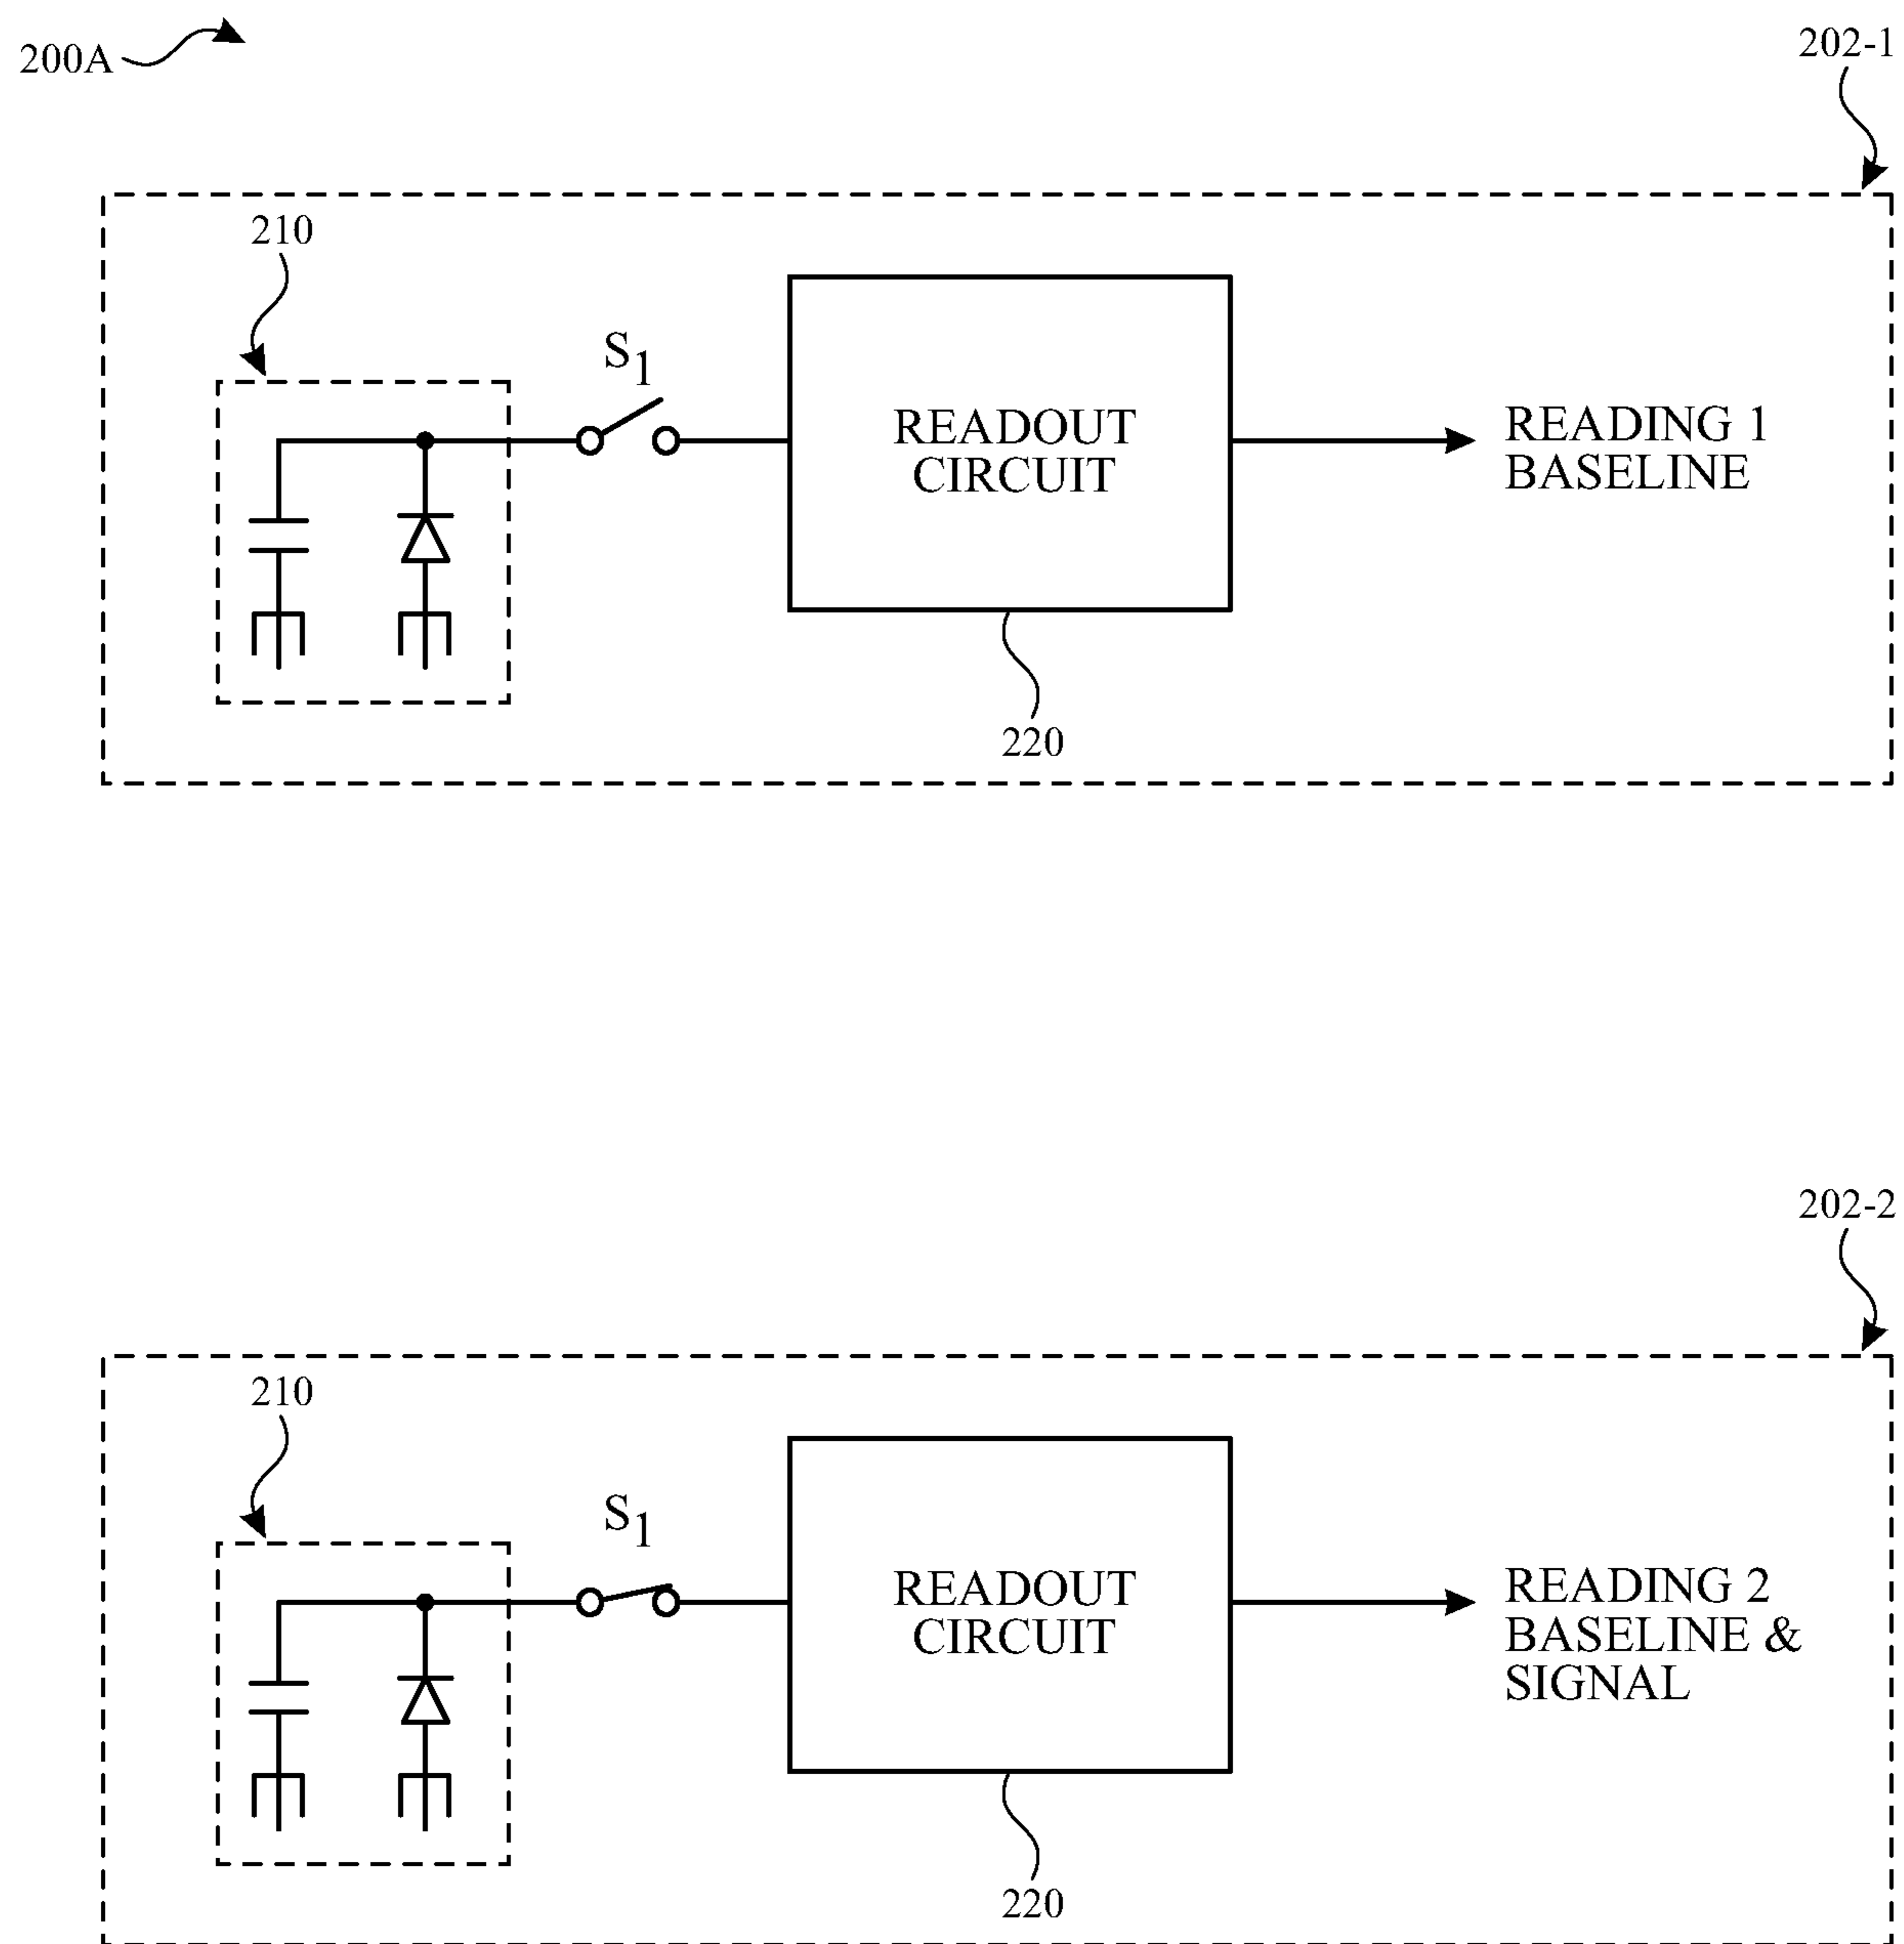 200A
202-1
210
S1
READOUT
CIRCUIT
READING 1
BASELINE
220
202-2
210
S1
READOUT
CIRCUIT
READING 2
BASELINE &
SIGNAL
220